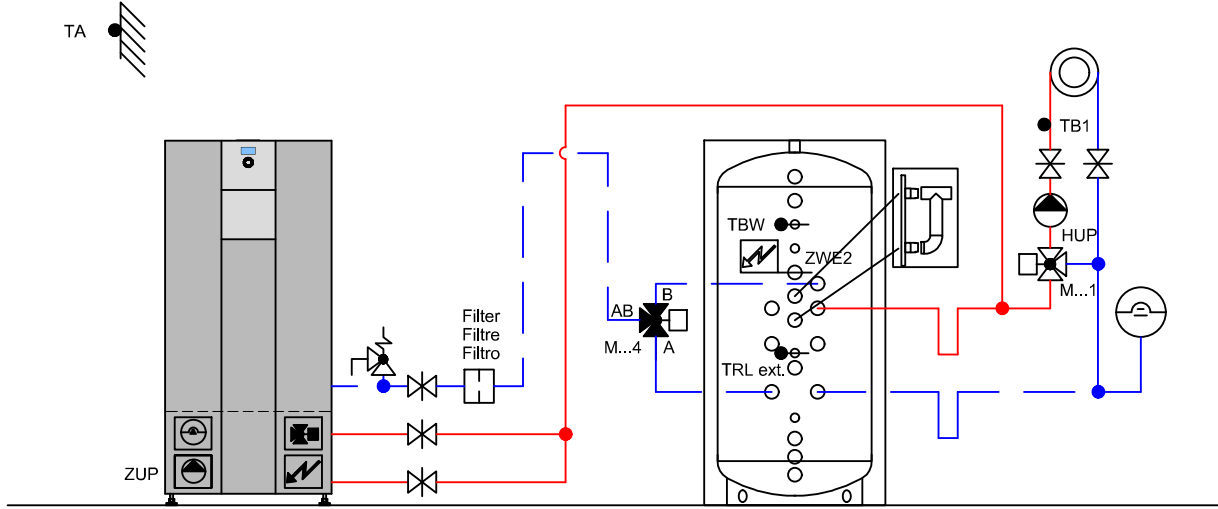 TA
TB1
TBW
HUP
ZWE2
B
AB
M...4
A
M...1
Filter
Filtre
Filtro
TRL ext.
ZUP